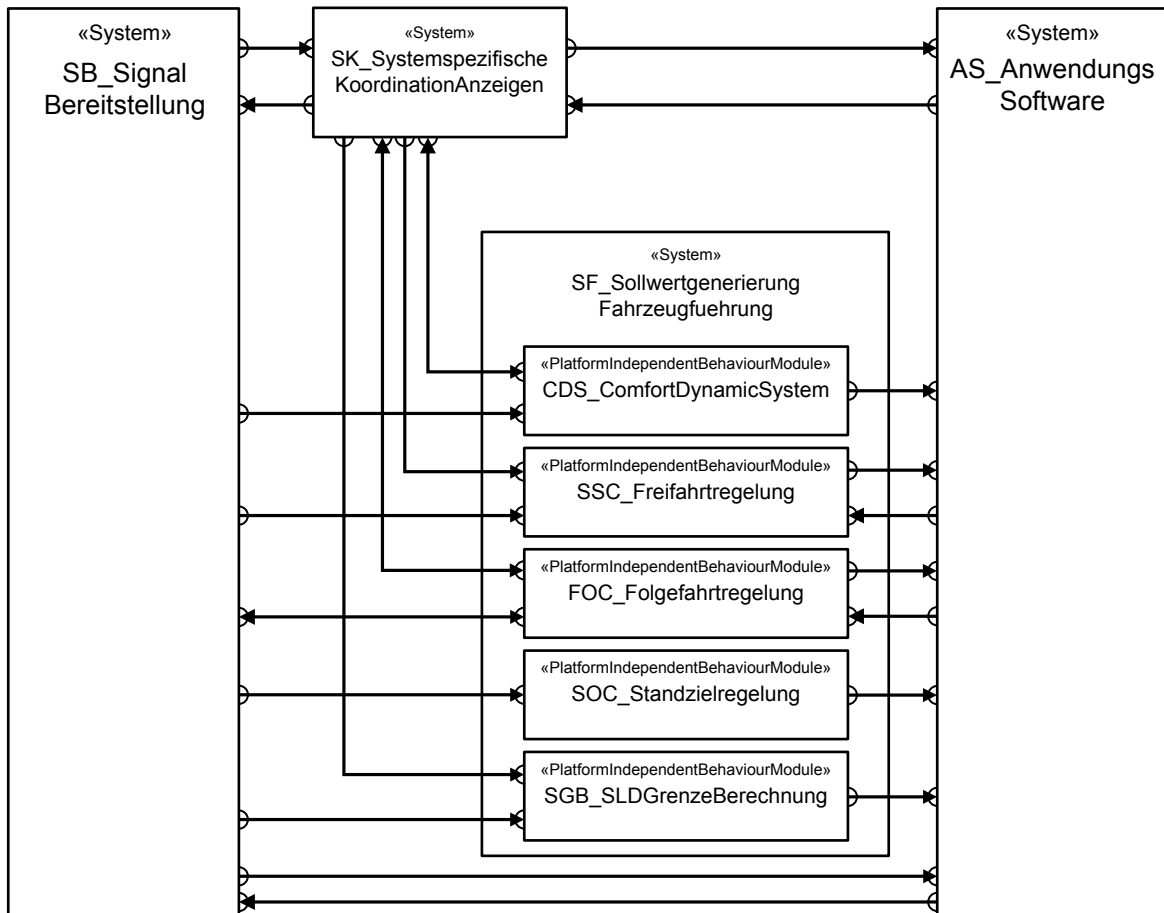 «System»
SB_Signal
Bereitstellung
«System»
SK_Systemspezifische
KoordinationAnzeigen
«System»
AS_Anwendungs
Software
«System»
SF_Sollwertgenerierung
Fahrzeugfuehrung
«PlatformIndependentBehaviourModule»
CDS_ComfortDynamicSystem
«PlatformIndependentBehaviourModule»
SSC_Freifahrtregelung
«PlatformIndependentBehaviourModule»
FOC_Folgefahrtregelung
«PlatformIndependentBehaviourModule»
SOC_Standzielregelung
«PlatformIndependentBehaviourModule»
SGB_SLDGrenzeBerechnung